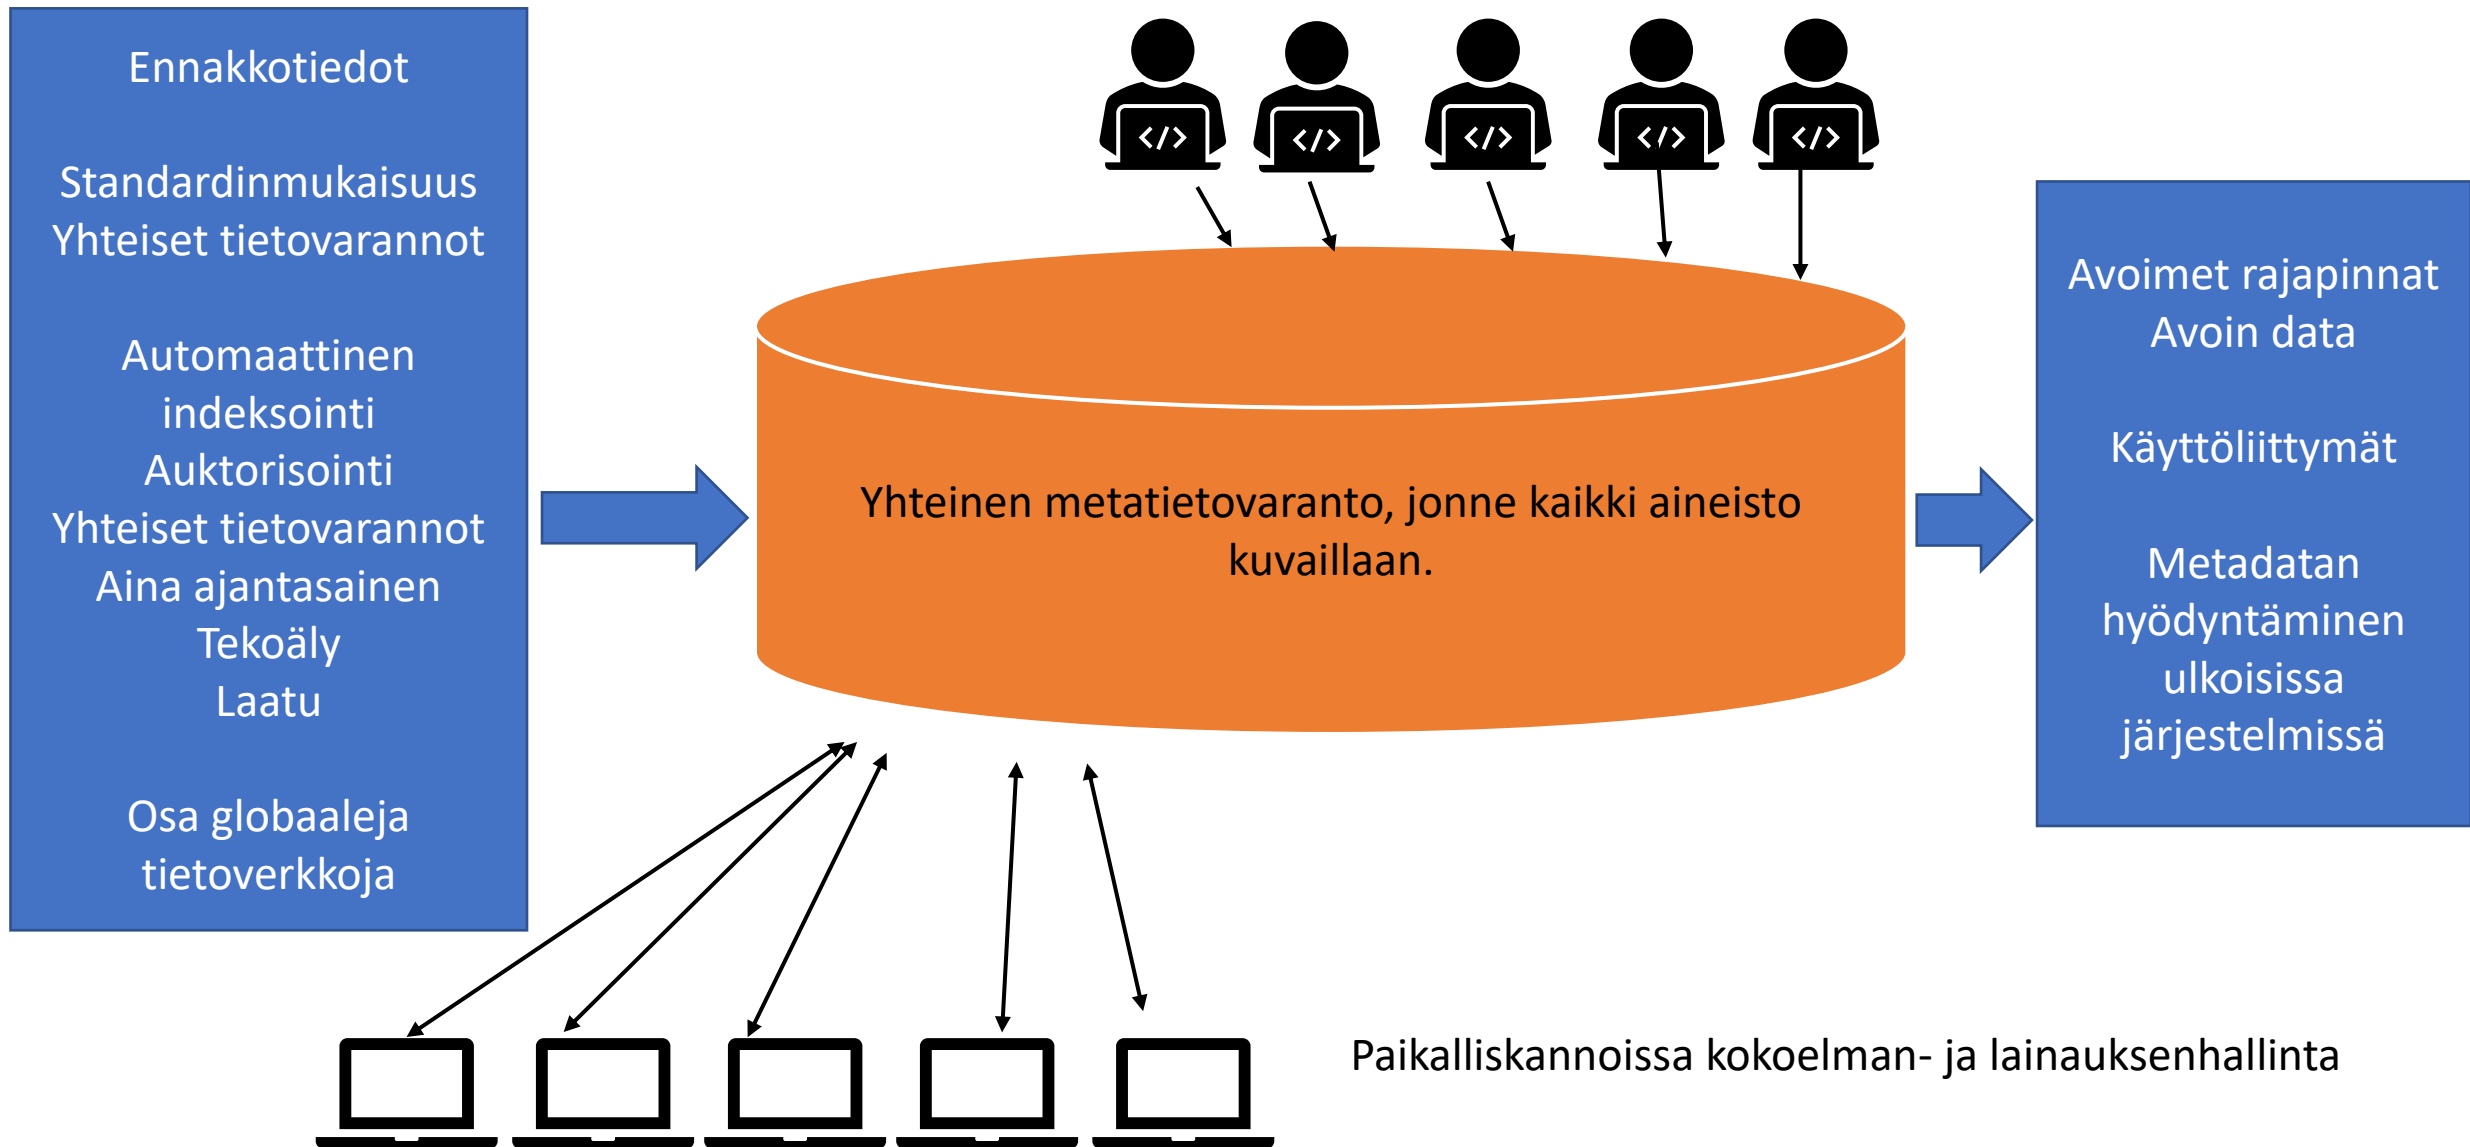 Ennakkotiedot
Standardinmukaisuus
Yhteiset tietovarannot
Automaattinen
indeksointi
Auktorisointi
Yhteiset tietovarannot
Aina ajantasainen
Tekoäly
Laatu
Osa globaaleja
tietoverkkoja
</>
</>
</>
</>
</>
Yhteinen metatietovaranto, jonne kaikki aineisto
kuvaillaan.
Avoimet rajapinnat
Avoin data
Käyttöliittymät
Metadatan
hyödyntäminen
ulkoisissa
järjestelmissä
Paikalliskannoissa kokoelman- ja lainauksenhallinta